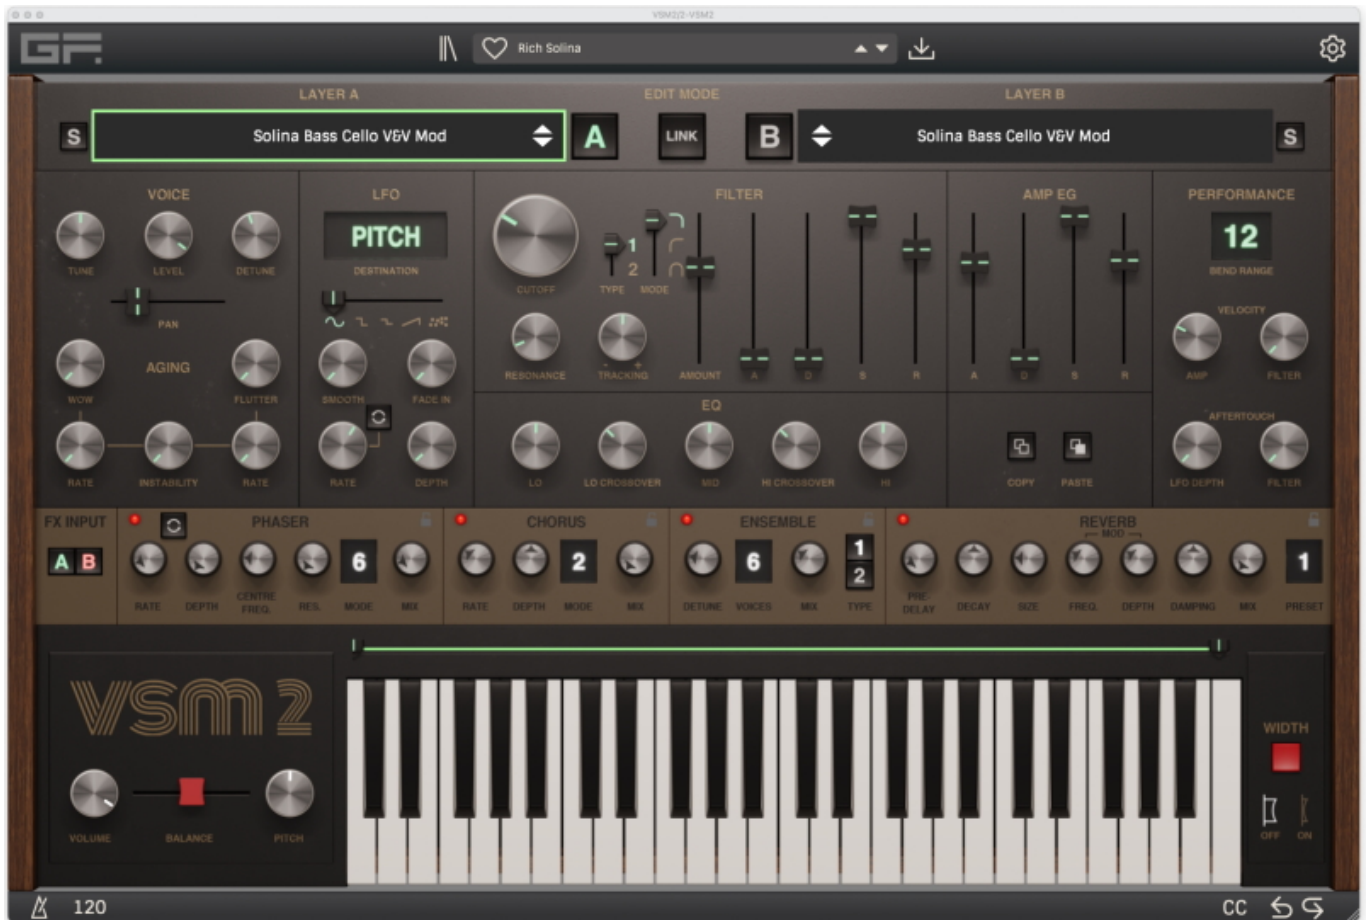 VSM2/2-VSM2
GF.
Rich Solina
LAYER A
EDIT MODE
LAYER B
S
Solina Bass Cello V&V Mod
A
LINK
B
Solina Bass Cello V&V Mod
S
VOICE
TUNE
LEVEL
DETUNE
PAN
AGING
WOW
FLUTTER
RATE
INSTABILITY
RATE
LFO
PITCH
DESTINATION
SMOOTH
FADE IN
RATE
DEPTH
FILTER
CUTOFF
1
2
TYPE
MODE
RESONANCE
- +
TRACKING
AMOUNT
A
D
S
R
EQ
LO
LO CROSSOVER
MID
HI CROSSOVER
HI
AMP EG
A
D
S
R
COPY
PASTE
PERFORMANCE
12
BEND RANGE
VELOCITY
AMP
FILTER
AFTERTOUCH
LFO DEPTH
FILTER
FX INPUT
A B
PHASER
RATE
DEPTH
CENTRE
FREQ.
RES.
6
MODE
MIX
CHORUS
RATE
DEPTH
2
MODE
MIX
ENSEMBLE
DETUNE
6
VOICES
MIX
1
2
TYPE
REVERB
MOD
PRE-
DELAY
DECAY
SIZE
FREQ.
DEPTH
DAMPING
MIX
1
PRESET
VSM 2
VOLUME
BALANCE
PITCH
WIDTH
OFF
ON
120
CC